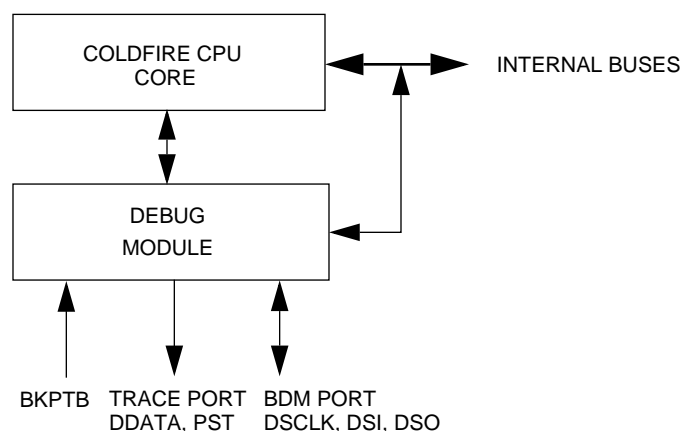 COLDFIRE CPU
CORE
INTERNAL BUSES
DEBUG
MODULE
BKPTB
TRACE PORT
DDATA, PST
BDM PORT
DSCLK, DSI, DSO